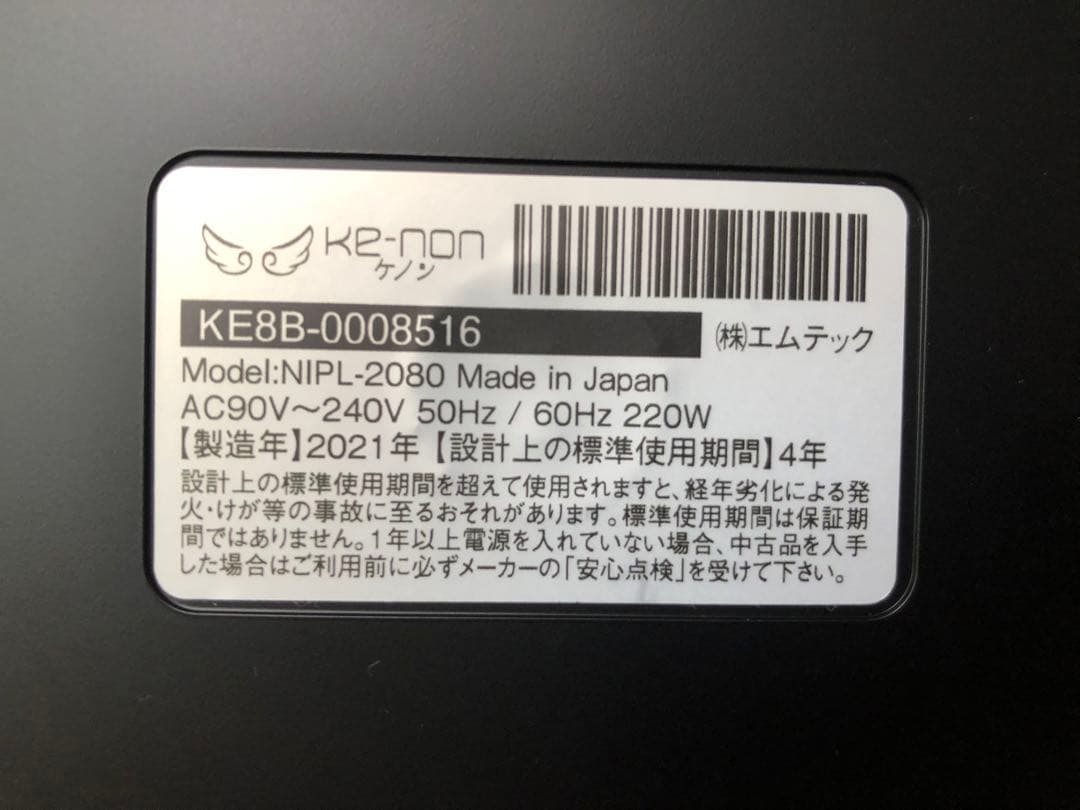 ke-non
ケノン
KE8B-0008516
㈱エムテック
Model:NIPL-2080 Made in Japan
AC90V～240V 50Hz / 60Hz 220W
【製造年】2021年【設計上の標準使用期間】4年
設計上の標準使用期間を超えて使用されますと、経年劣化による発
火・けが等の事故に至るおそれがあります。標準使用期間は保証期
間ではありません。1年以上電源を入れていない場合、中古品を入手
した場合はご利用前に必ずメーカーの「安心点検」を受けて下さい。